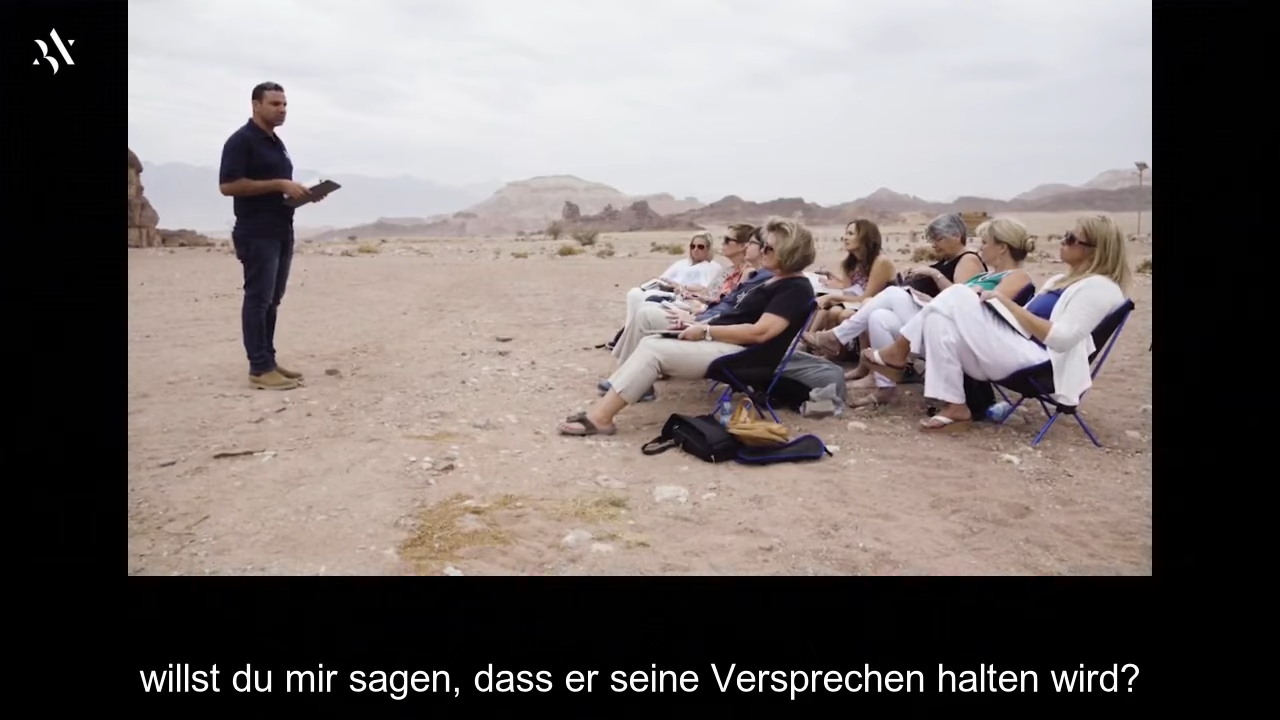 willst du mir sagen, dass er seine Versprechen halten wird?